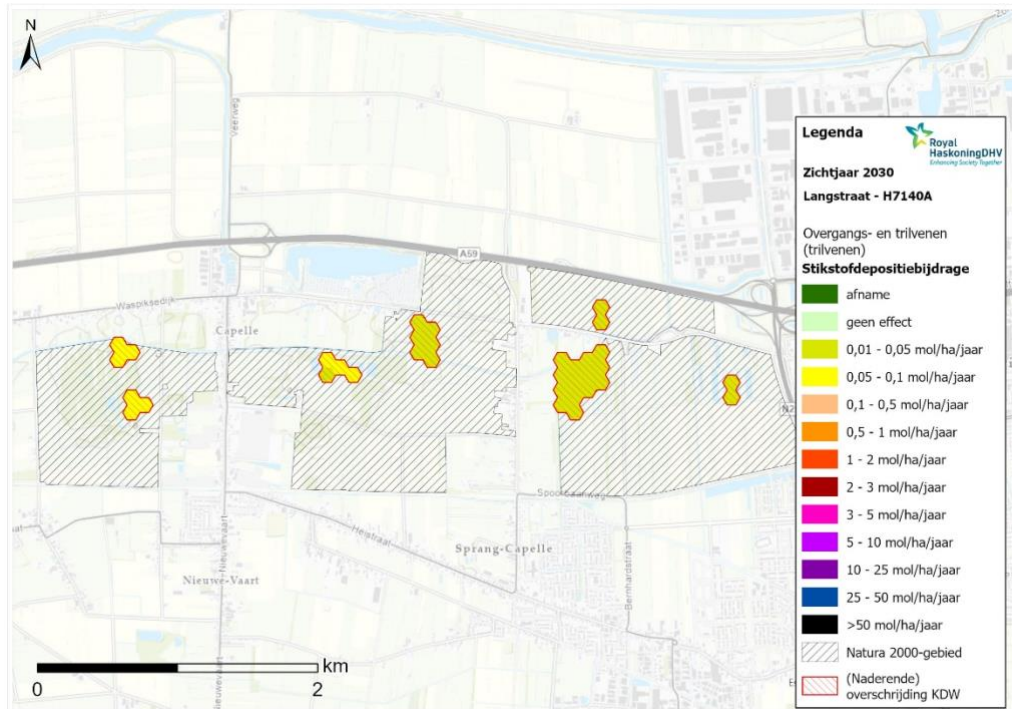 N
Veerweg
A59
Waspiksedijk
Capelle
N2
Spoorbaanweg
Heistraat
Sprang-Capelle
Bernhardstraat
Nieuwe-Vaart
Nieuwevaart
km
0
2
Legenda
Royal
HaskoningDHV
Enhancing Society Together
Zichtjaar 2030
Langstraat - H7140A
Overgangs- en trilvenen
(trilvenen)
Stikstofdepositiebijdrage
afname
geen effect
0,01 - 0,05 mol/ha/jaar
0,05 - 0,1 mol/ha/jaar
0,1 - 0,5 mol/ha/jaar
0,5 - 1 mol/ha/jaar
1 - 2 mol/ha/jaar
2 - 3 mol/ha/jaar
3 - 5 mol/ha/jaar
5 - 10 mol/ha/jaar
10 - 25 mol/ha/jaar
25 - 50 mol/ha/jaar
>50 mol/ha/jaar
Natura 2000-gebied
(Naderende)
overschrijding KDW